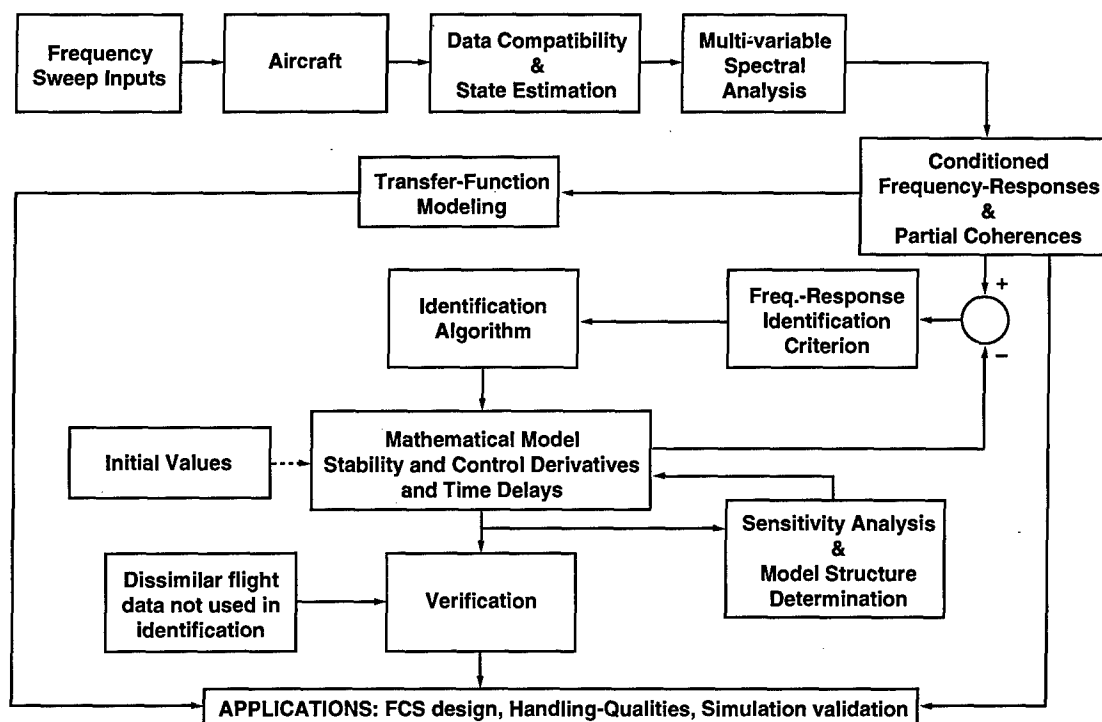 Frequency
Sweep Inputs
Aircraft
Data Compatibility
&
State Estimation
Multi-variable
Spectral
Analysis
Conditioned
Frequency-Responses
&
Partial Coherences
Transfer-Function
Modeling
+
−
Freq.-Response
Identification
Criterion
Identification
Algorithm
Initial Values
Mathematical Model
Stability and Control Derivatives
and Time Delays
Sensitivity Analysis
&
Model Structure
Determination
Dissimilar flight
data not used in
identification
Verification
APPLICATIONS: FCS design, Handling-Qualities, Simulation validation